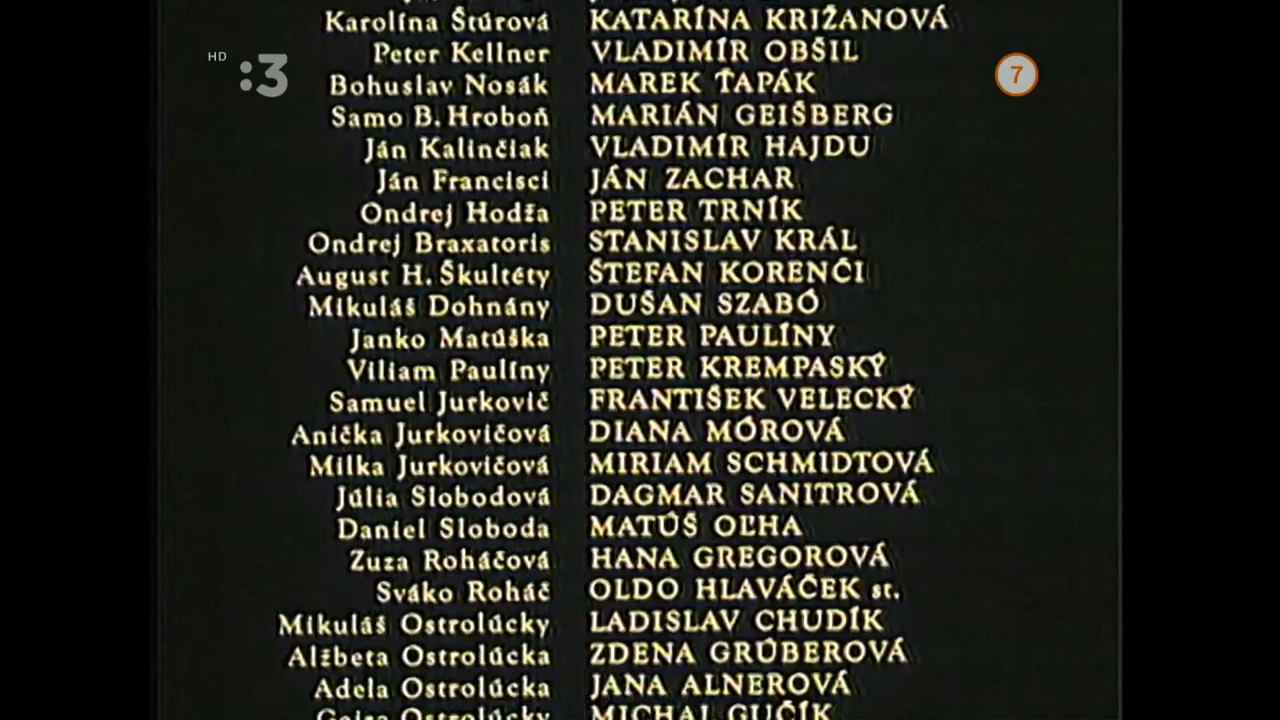 Karolína Štúrová KATARÍNA KRIŽANOVÁ
HD :3 Peter Kellner VLADIMÍR OBŠIL 7
Bohuslav Nosák MAREK ŤAPÁK
Samo B. Hroboň MARIÁN GEIŠBERG
Ján Kalinčiak VLADIMÍR HAJDU
Ján Francisci JÁN ZACHAR
Ondrej Hodža PETER TRNÍK
Ondrej Braxatoris STANISLAV KRÁL
August H. Škultéty ŠTEFAN KORENČI
Mikuláš Dohnány DUŠAN SZABÓ
Janko Matúška PETER PAULÍNY
Viliam Paulíny PETER KREMPASKÝ
Samuel Jurkovič FRANTIŠEK VELECKÝ
Anička Jurkovičová DIANA MÓROVÁ
Milka Jurkovičová MIRIAM SCHMIDTOVÁ
Júlia Slobodová DAGMAR SANITROVÁ
Daniel Sloboda MATÚŠ OĽHA
Zuza Roháčová HANA GREGOROVÁ
Sváko Roháč OLDO HLAVÁČEK st.
Mikuláš Ostrolúcky LADISLAV CHUDÍK
Alžbeta Ostrolúcka ZDENA GRÚBEROVÁ
Adela Ostrolúcka JANA ALNEROVÁ
Gejza Ostrolúcky MICHAL GUČÍK